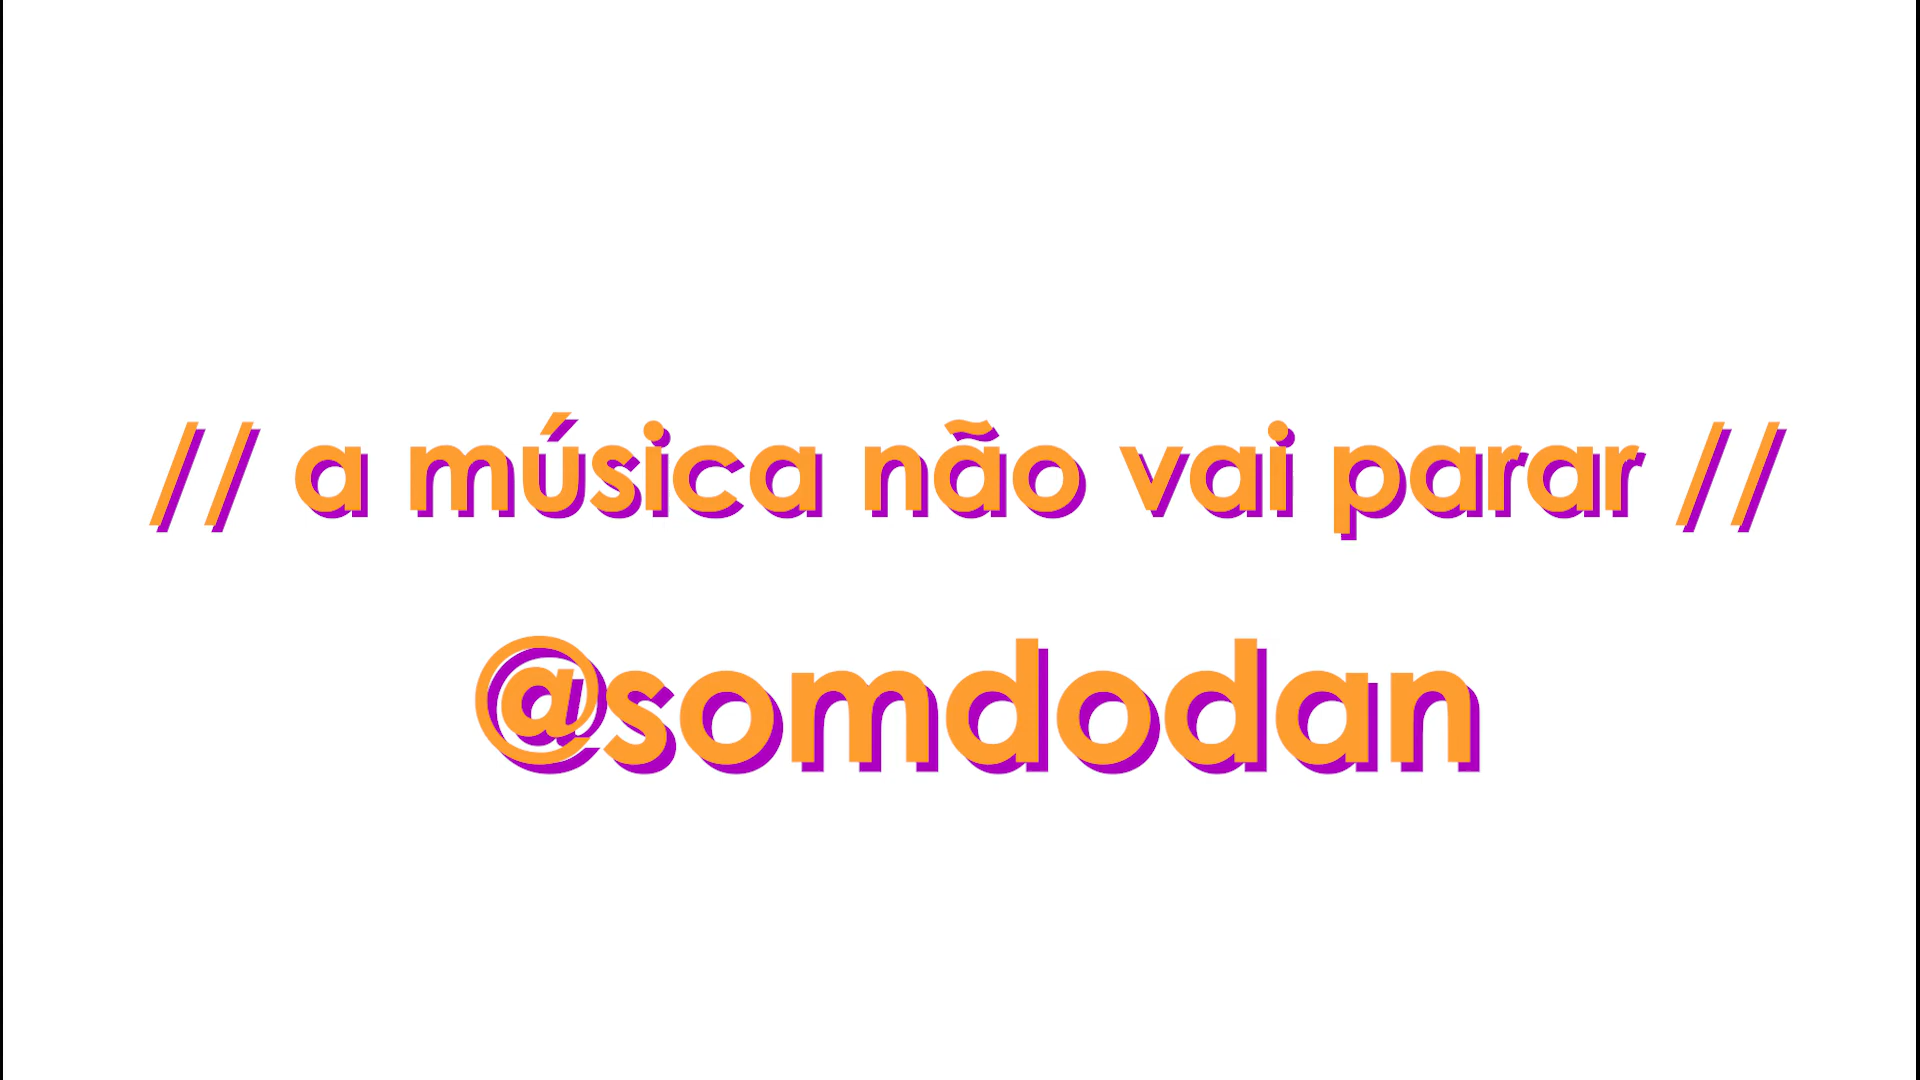 // a música não vai parar //
@somdodan